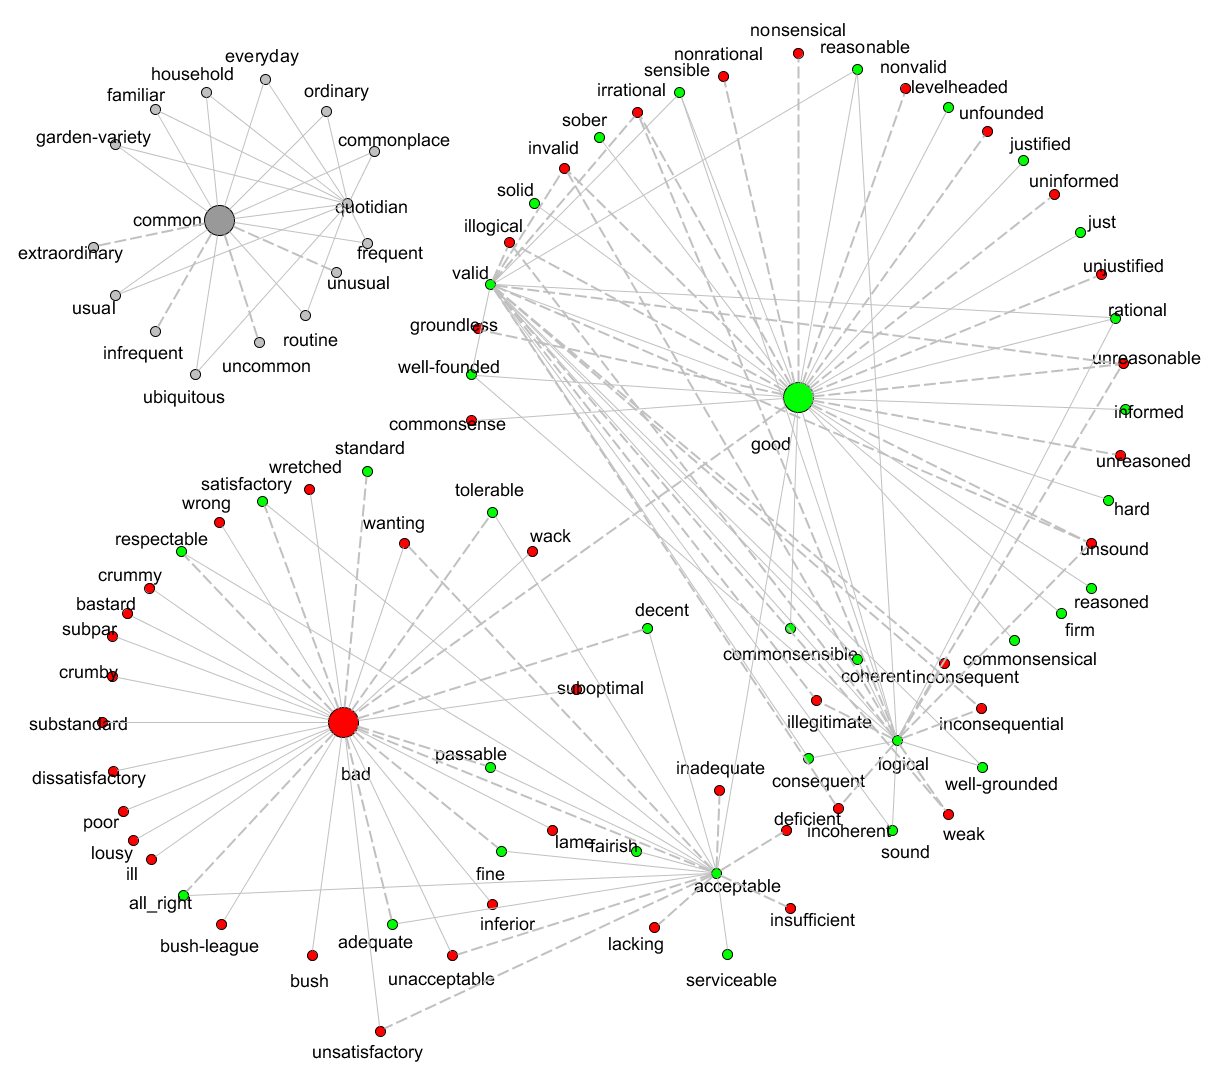 nonsensical
reasonable
nonrational
everyday
nonvalid
sensible
household
levelheaded
irrational
ordinary
familiar
unfounded
sober
garden-variety
commonplace
justified
invalid
uninformed
solid
quotidian
common
just
illogical
extraordinary
frequent
unjustified
valid
unusual
usual
rational
groundless
routine
infrequent
unreasonable
uncommon
well-founded
ubiquitous
informed
commonsense
good
standard
unreasoned
wretched
satisfactory
tolerable
wrong
hard
wanting
wack
respectable
unsound
crummy
bastard
reasoned
decent
subpar
firm
commonsensible
commonsensical
crumby
coherent
inconsequent
suboptimal
substandard
illegitimate
inconsequential
passable
logical
inadequate
bad
dissatisfactory
consequent
well-grounded
poor
deficient
incoherent
weak
lame
fairish
lousy
sound
ill
fine
acceptable
all_right
insufficient
inferior
bush-league
adequate
lacking
bush
unacceptable
serviceable
unsatisfactory